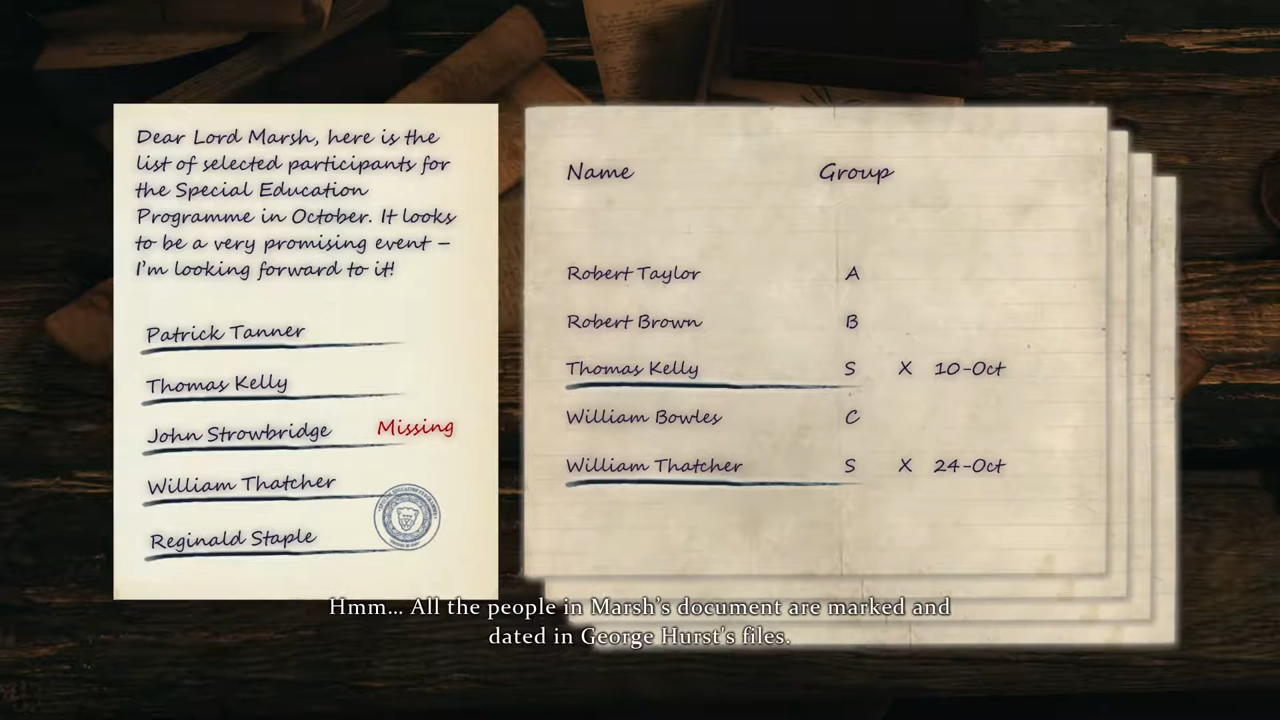 Dear Lord Marsh, here is the
list of selected participants for
the Special Education
Programme in October. It looks
to be a very promising event –
I'm looking forward to it!
Patrick Tanner
Thomas Kelly
John Strowbridge Missing
William Thatcher
Reginald Staple
Name Group
Robert Taylor A
Robert Brown B
Thomas Kelly S X 10-Oct
William Bowles C
William Thatcher S X 24-Oct
Hmm... All the people in Marsh's document are marked and
dated in George Hurst's files.